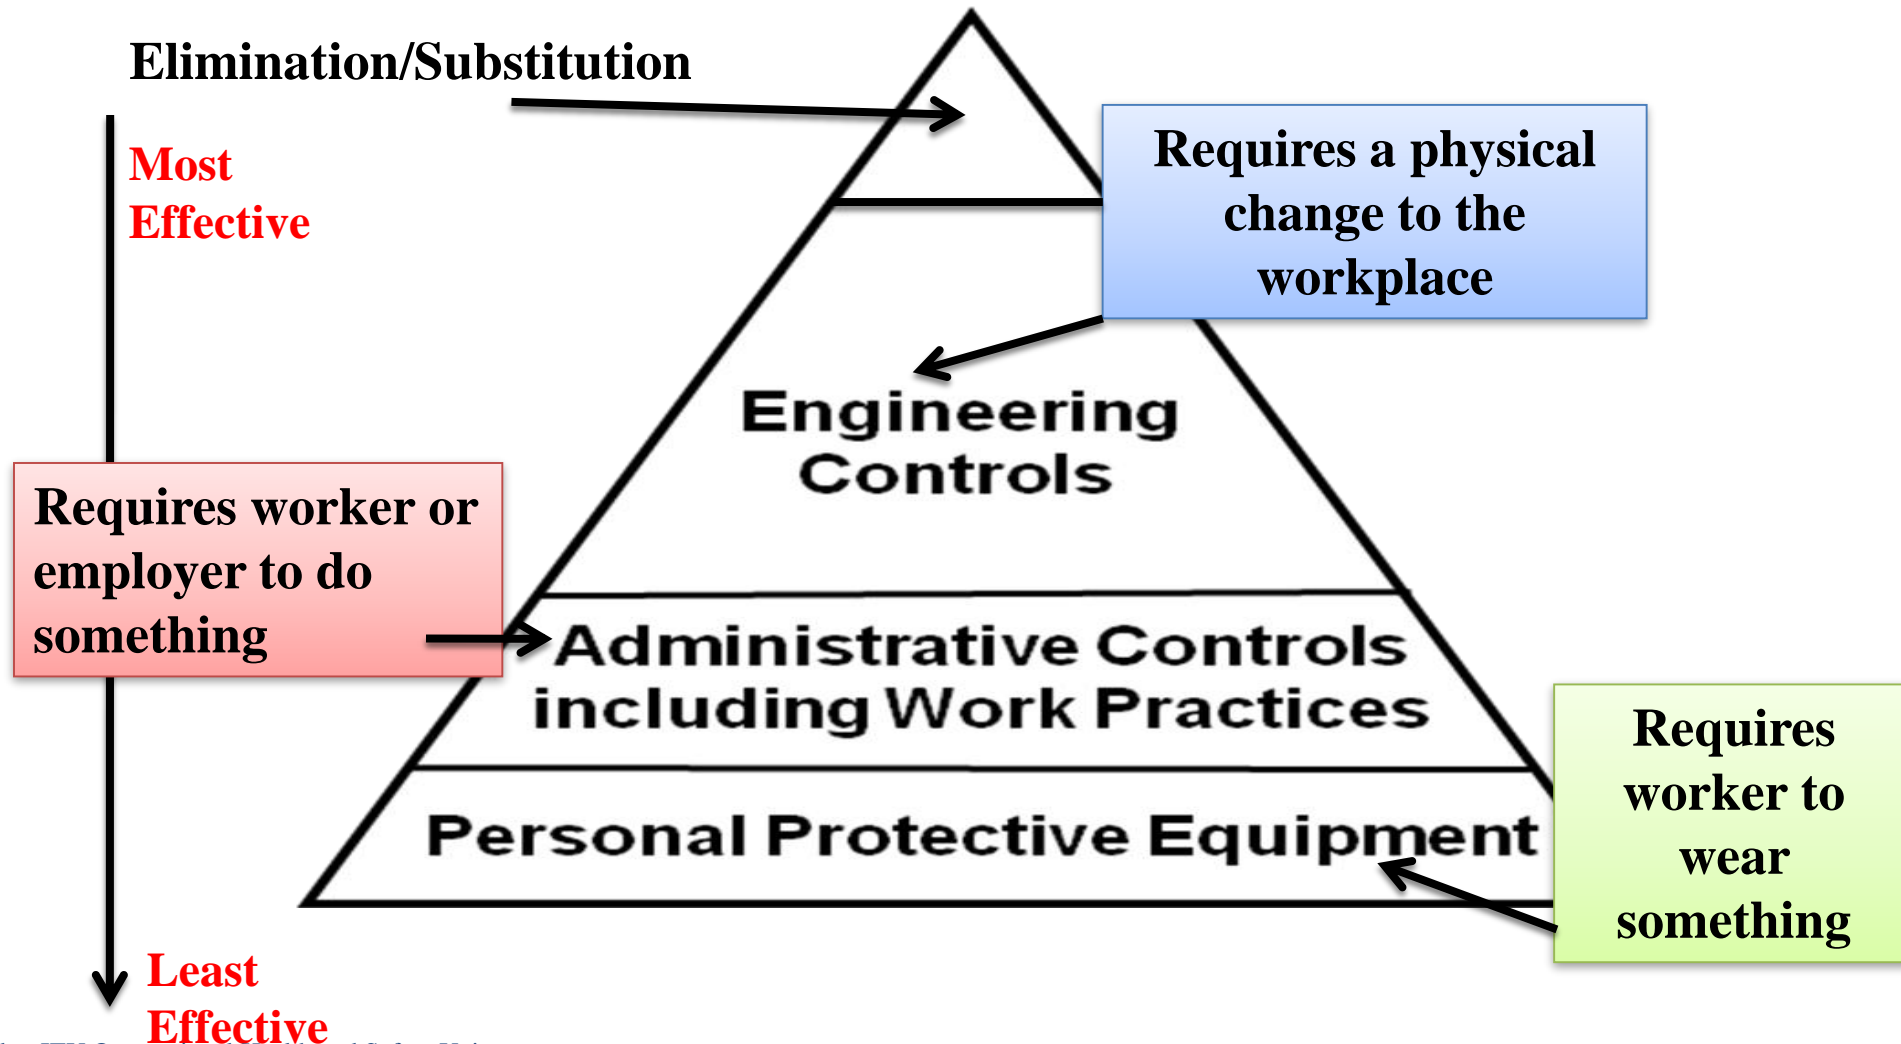 Elimination/Substitution
Most
Effective
Requires a physical
change to the
workplace
Engineering
Controls
Requires worker or
employer to do
something
Administrative Controls
including Work Practices
Requires
worker to
wear
something
Personal Protective Equipment
Least
Effective